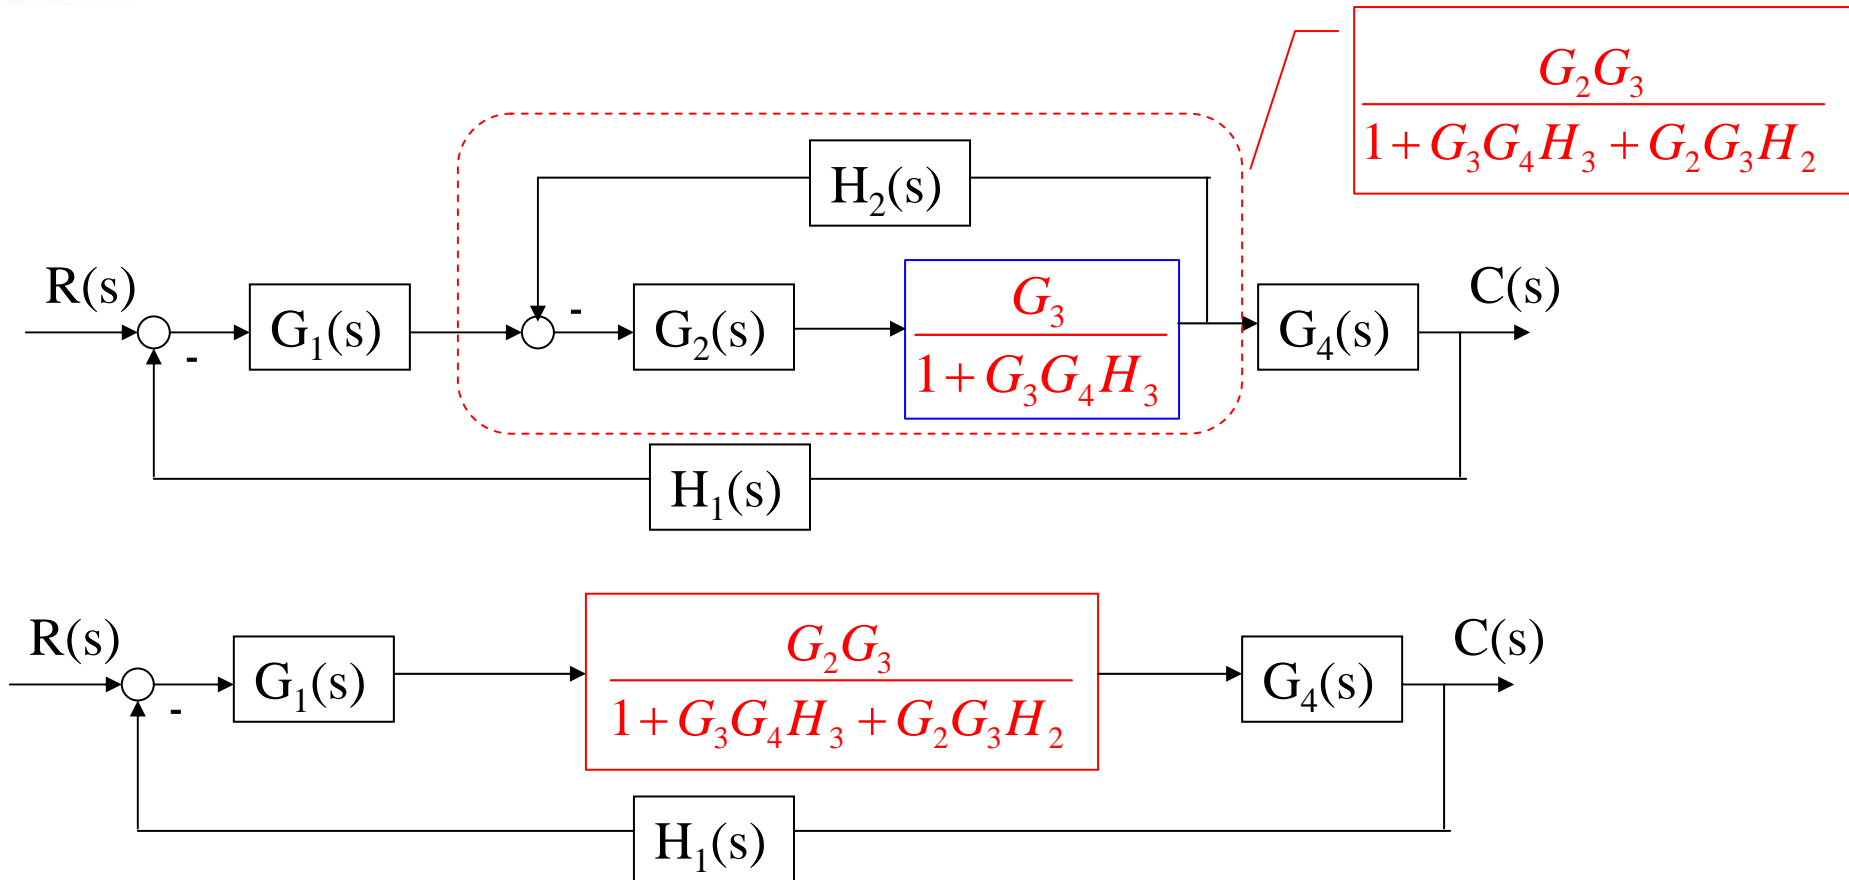 G₂G₃
1 + G₃G₄H₃ + G₂G₃H₂
H₂(s)
R(s)
-
G₁(s)
-
G₂(s)
G₃
1 + G₃G₄H₃
G₄(s)
C(s)
H₁(s)
R(s)
-
G₁(s)
G₂G₃
1 + G₃G₄H₃ + G₂G₃H₂
G₄(s)
C(s)
H₁(s)